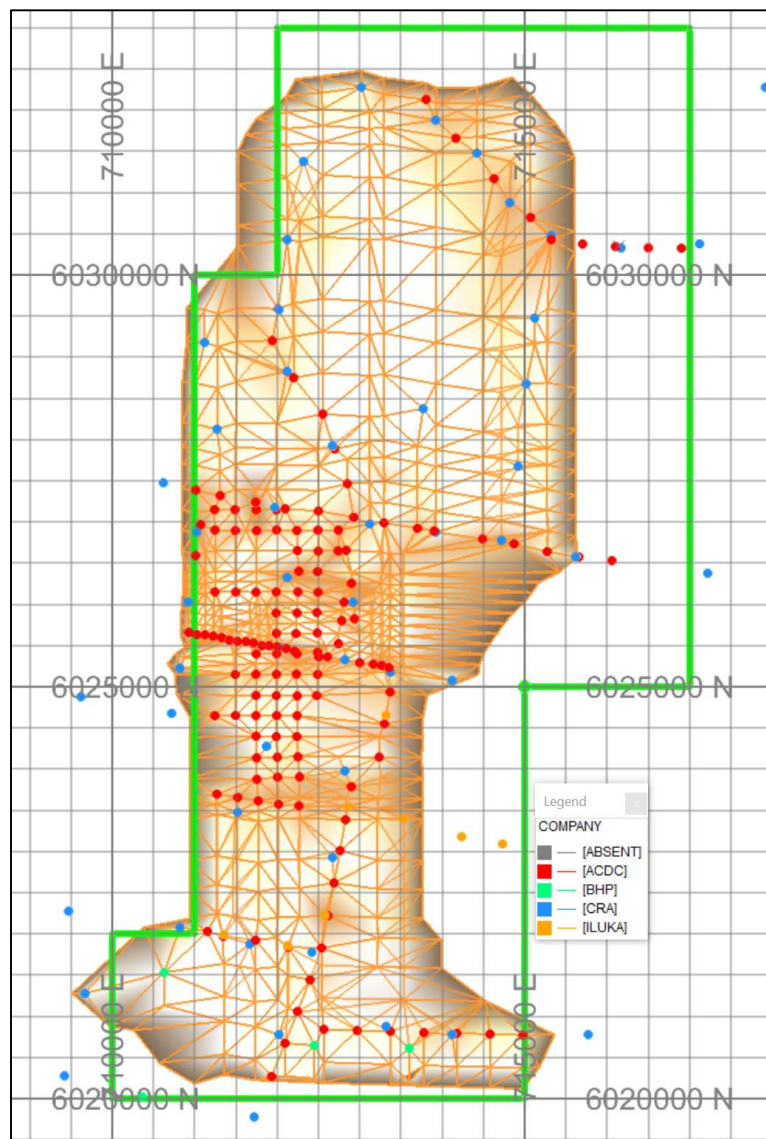 710000 E
715000 E
6030000 N
6030000 N
6025000 N
6025000 N
Legend
x
COMPANY
[ABSENT]
[ACDC]
[BHP]
[CRA]
[ILUKA]
710000 E
715000 E
6020000 N
6020000 N